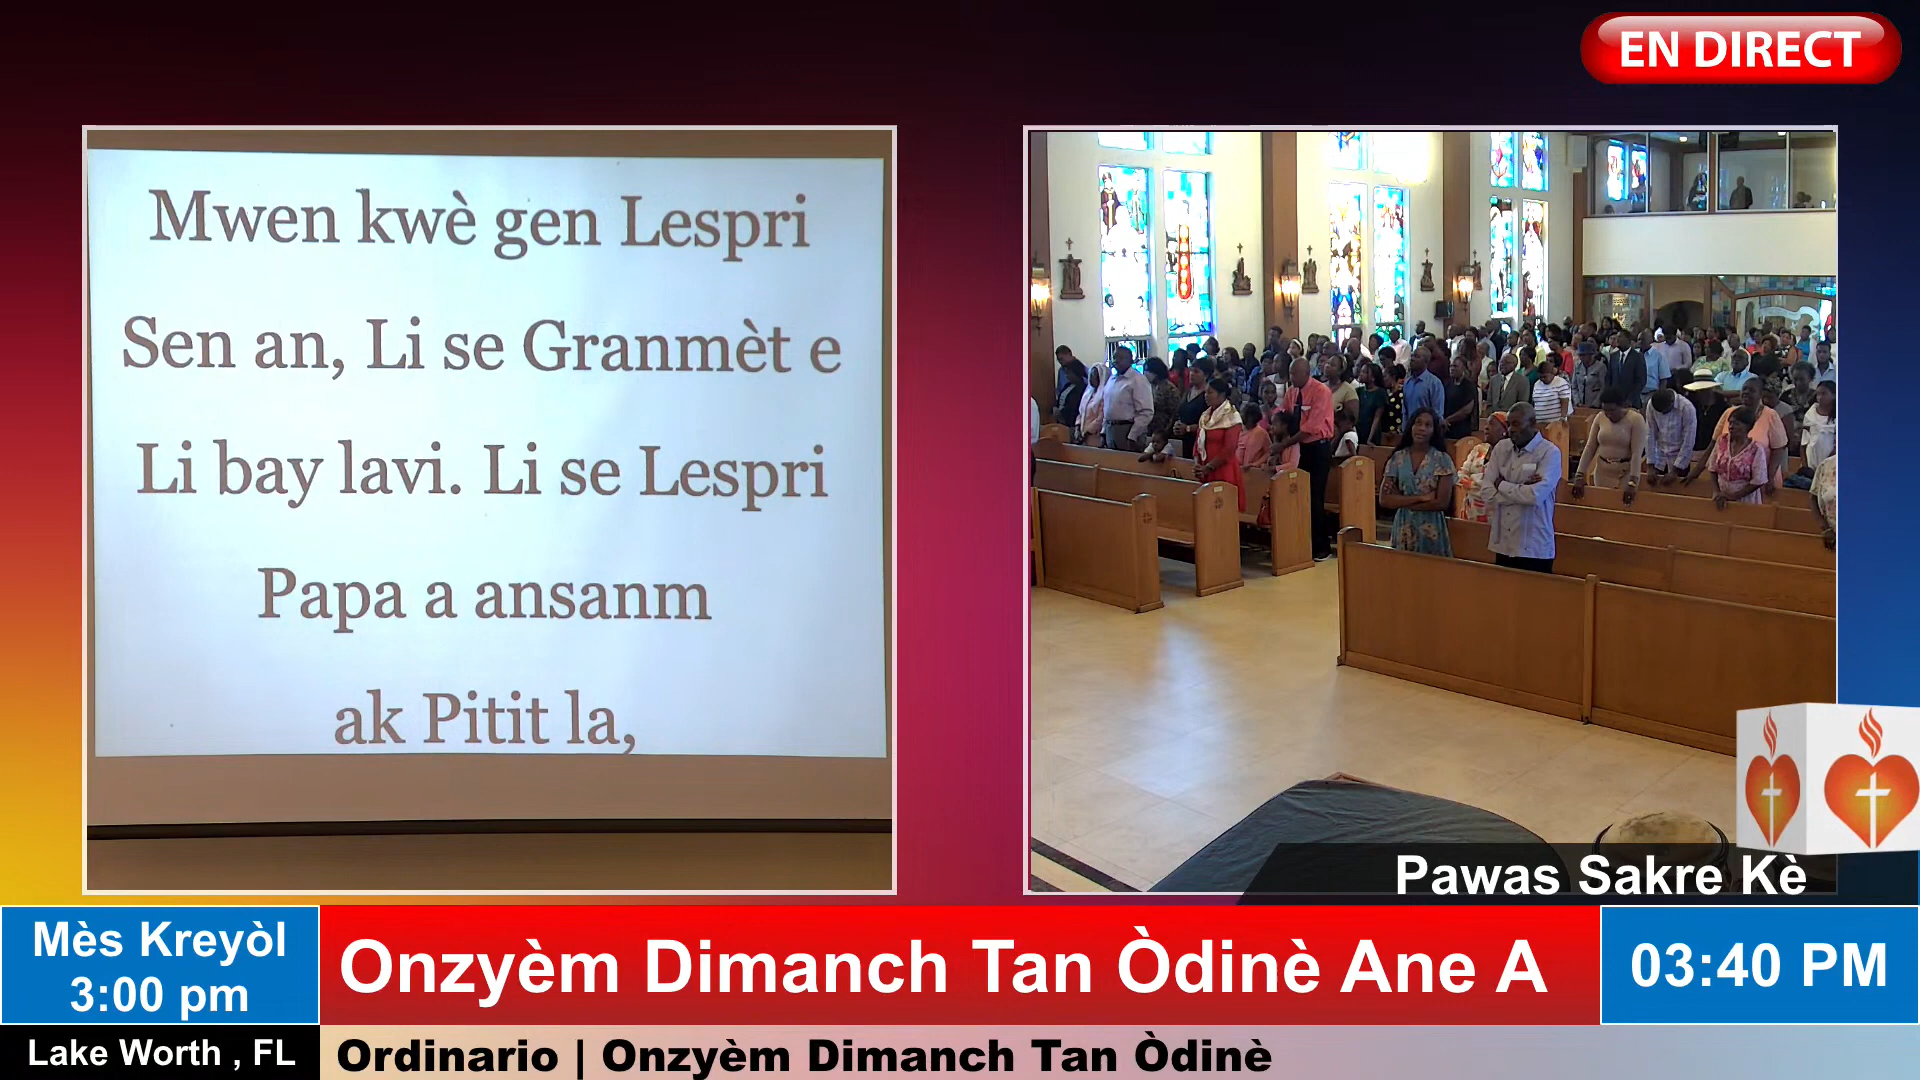 EN DIRECT
Mwen kwè gen Lespri
Sen an, Li se Granmèt e
Li bay lavi. Li se Lespri
Papa a ansanm
ak Pitit la,
Pawas Sakre Kè
Mès Kreyòl
3:00 pm
Onzyèm Dimanch Tan Òdinè Ane A
03:40 PM
Lake Worth , FL
Ordinario | Onzyèm Dimanch Tan Òdinè